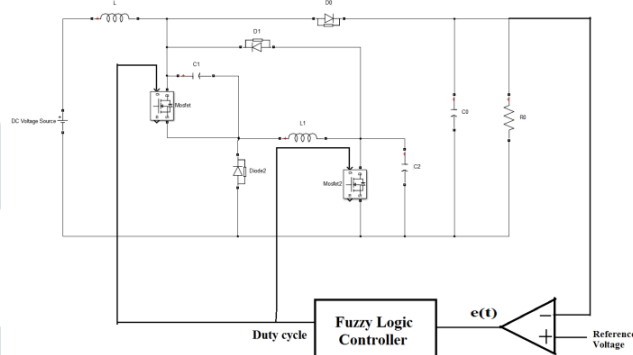 L
D0
D1
C1
Mosfet
DC Voltage Source
L1
C0
R0
Diode2
Mosfet2
C2
e(t)
Fuzzy Logic
Controller
Duty cycle
Reference
Voltage